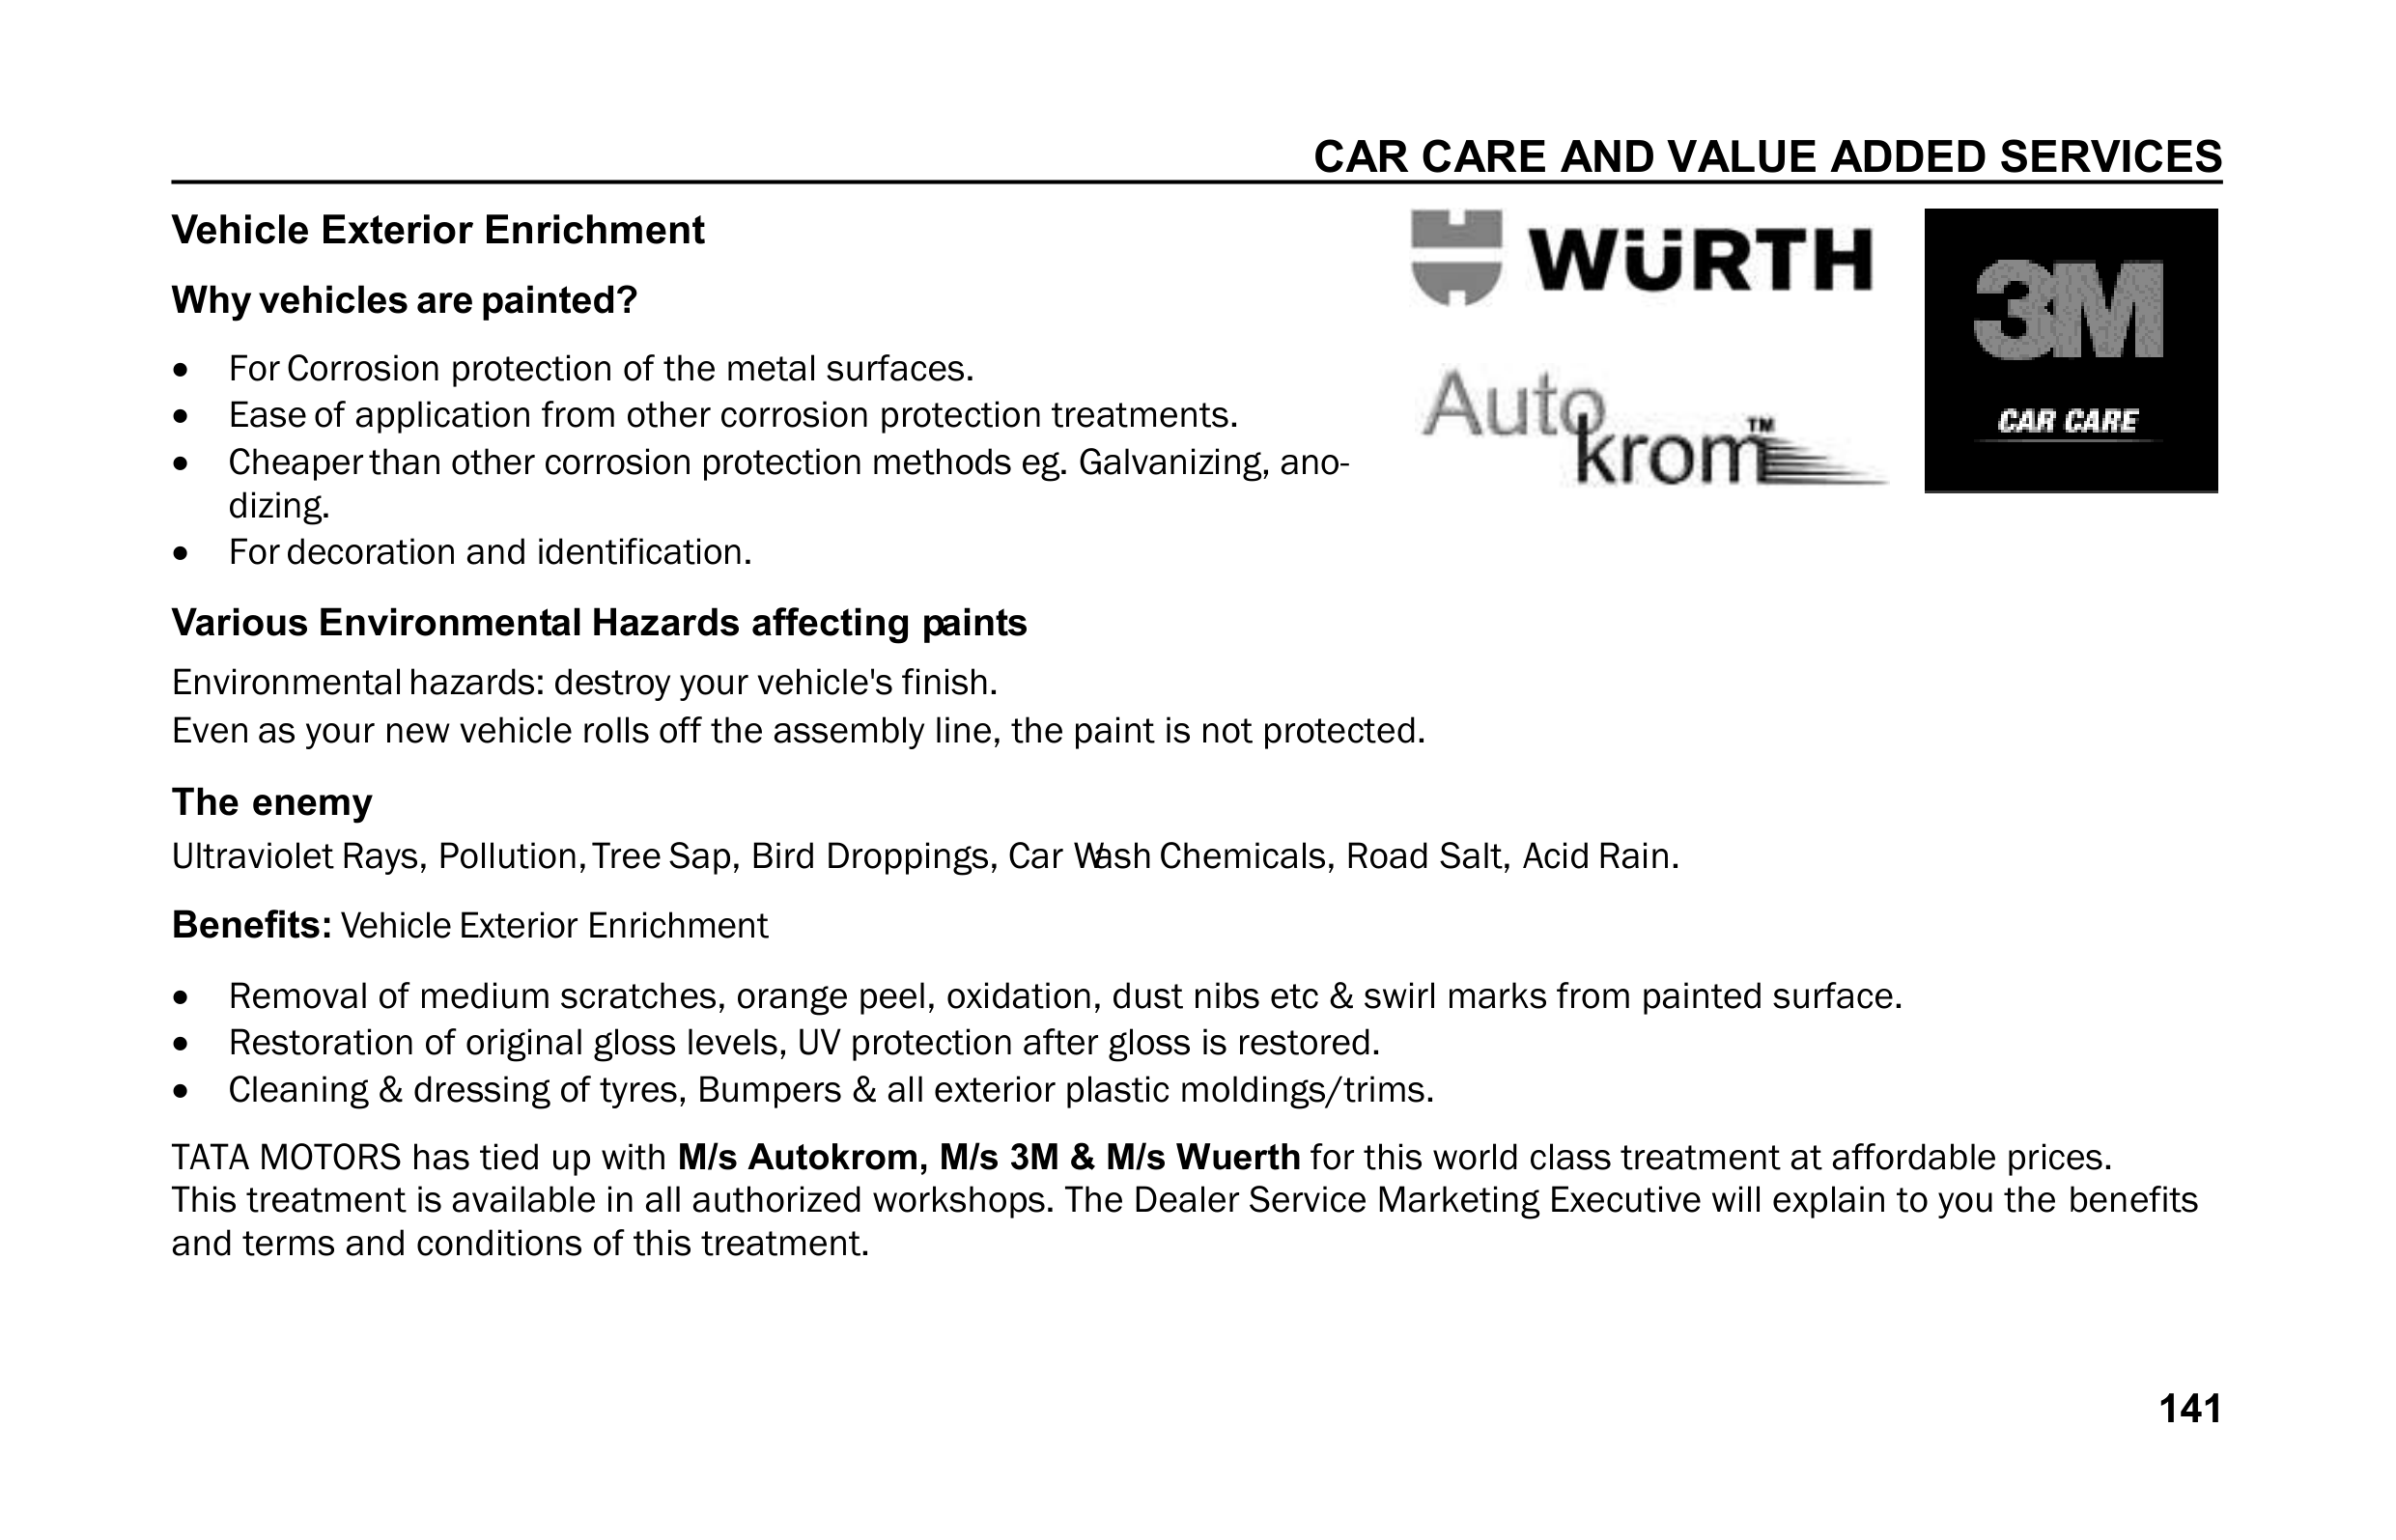 CAR CARE AND VALUE ADDED SERVICES
Vehicle Exterior Enrichment
WÜRTH
3M
CAR CARE
Auto
krom™
Why vehicles are painted?
• For Corrosion protection of the metal surfaces.
• Ease of application from other corrosion protection treatments.
• Cheaper than other corrosion protection methods eg. Galvanizing, ano-
dizing.
• For decoration and identification.
Various Environmental Hazards affecting paints
Environmental hazards: destroy your vehicle's finish.
Even as your new vehicle rolls off the assembly line, the paint is not protected.
The enemy
Ultraviolet Rays, Pollution, Tree Sap, Bird Droppings, Car Wash Chemicals, Road Salt, Acid Rain.
Benefits: Vehicle Exterior Enrichment
• Removal of medium scratches, orange peel, oxidation, dust nibs etc & swirl marks from painted surface.
• Restoration of original gloss levels, UV protection after gloss is restored.
• Cleaning & dressing of tyres, Bumpers & all exterior plastic moldings/trims.
TATA MOTORS has tied up with M/s Autokrom, M/s 3M & M/s Wuerth for this world class treatment at affordable prices.
This treatment is available in all authorized workshops. The Dealer Service Marketing Executive will explain to you the benefits
and terms and conditions of this treatment.
141